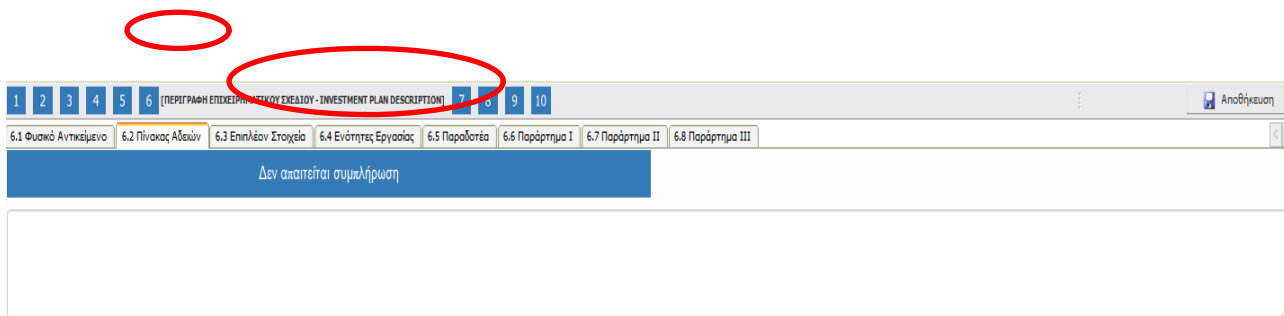 1 2 3 4 5 6 [ΠΕΡΙΓΡΑΦΗ ΕΠΙΧΕΙΡΗΜΑΤΙΚΟΥ ΣΧΕΔΙΟΥ - INVESTMENT PLAN DESCRIPTION] 7 8 9 10 Αποθήκευση
6.1 Φυσικό Αντικείμενο 6.2 Πίνακας Αδειών 6.3 Επιπλέον Στοιχεία 6.4 Ενότητες Εργασίας 6.5 Παραδοτέα 6.6 Παράρτημα I 6.7 Παράρτημα II 6.8 Παράρτημα III
Δεν απαιτείται συμπλήρωση